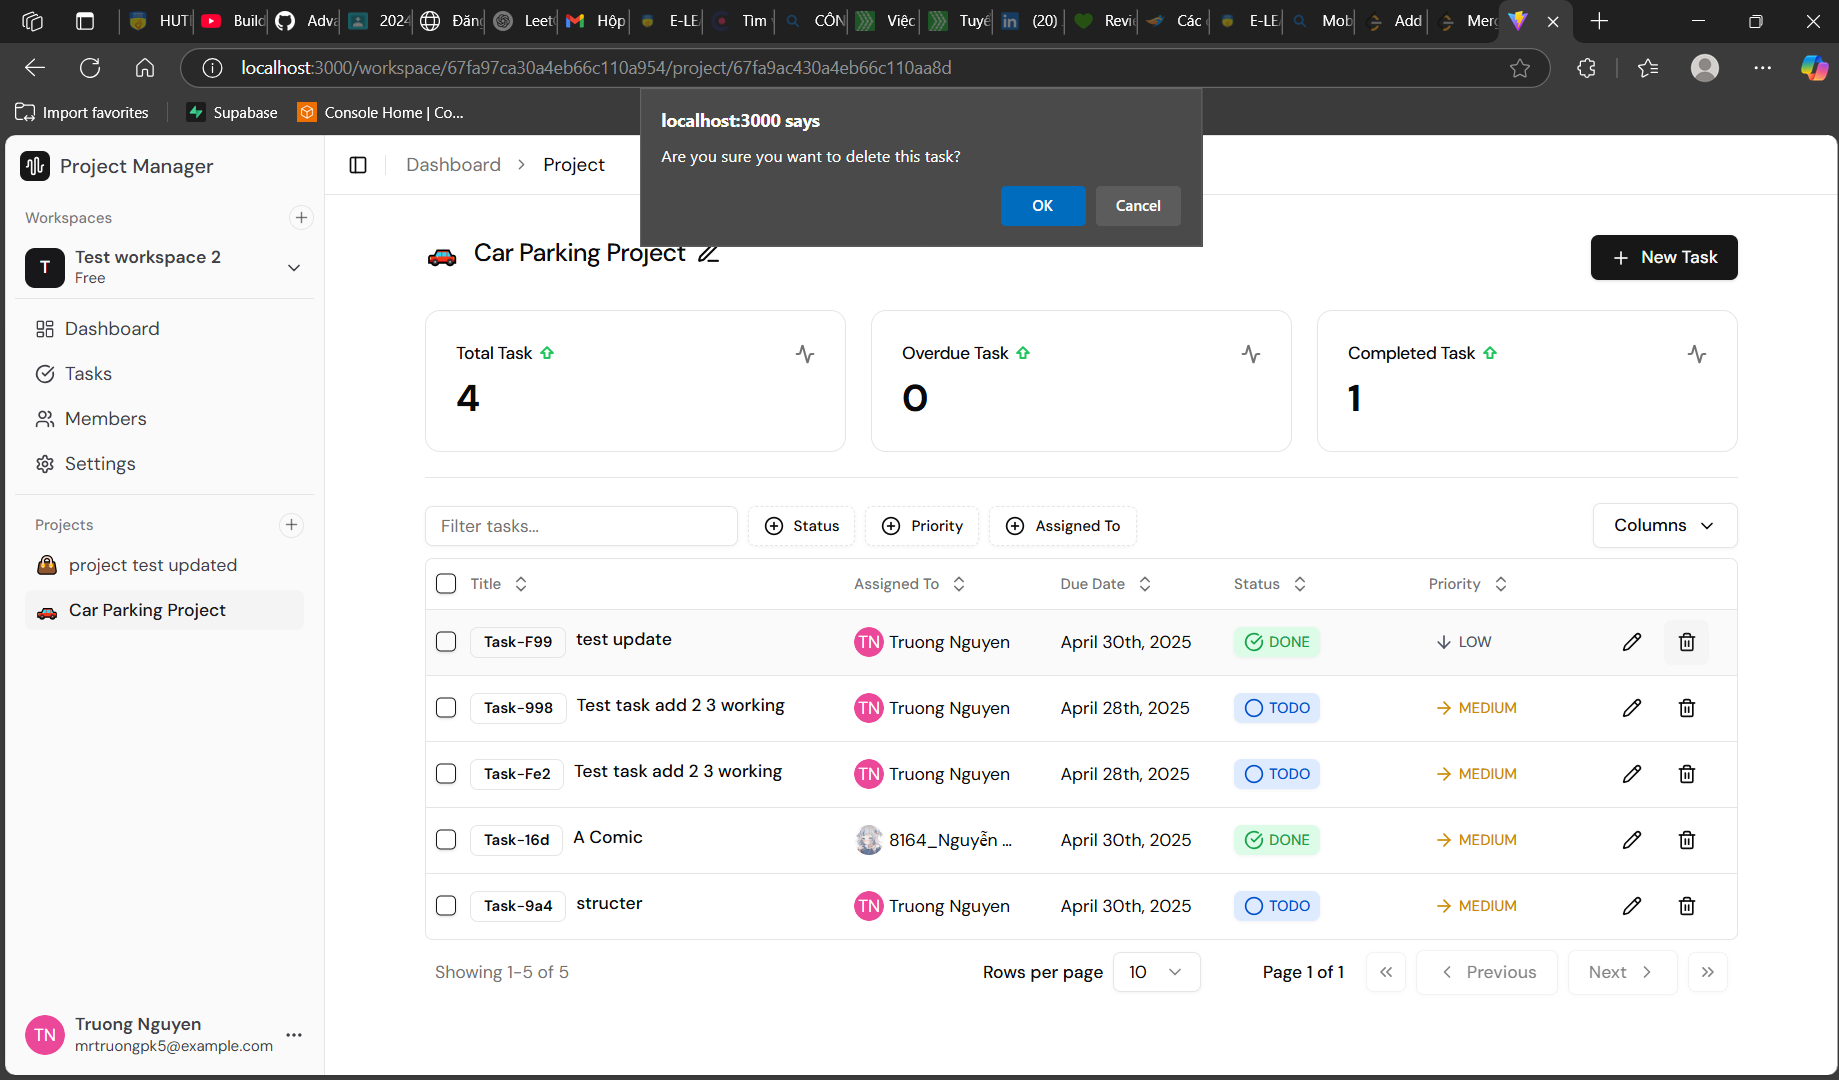 HUT
Build
Adva
2024
Đăn
Leet
Hộp
E-LEA
Tìm
CÔN
Việc
Tuyể
(20)
Revie
Các
E-LEA
Mob
Add
Merg
localhost:3000/workspace/67fa97ca30a4eb66c110a954/project/67fa9ac430a4eb66c110aa8d
Import favorites
Supabase
Console Home | Co...
localhost:3000 says
Are you sure you want to delete this task?
OK
Cancel
Project Manager
Dashboard
Project
Workspaces
T
Test workspace 2
Free
Dashboard
Tasks
Members
Settings
Projects
project test updated
Car Parking Project
TN
Truong Nguyen
mrtruongpk5@example.com
Car Parking Project
New Task
Total Task
4
Overdue Task
0
Completed Task
1
Filter tasks...
Status
Priority
Assigned To
Columns
Title
Assigned To
Due Date
Status
Priority
Task-F99 test update TN Truong Nguyen April 30th, 2025 DONE LOW
Task-998 Test task add 2 3 working TN Truong Nguyen April 28th, 2025 TODO MEDIUM
Task-Fe2 Test task add 2 3 working TN Truong Nguyen April 28th, 2025 TODO MEDIUM
Task-16d A Comic 8164_Nguyễn ... April 30th, 2025 DONE MEDIUM
Task-9a4 structer TN Truong Nguyen April 30th, 2025 TODO MEDIUM
Showing 1-5 of 5
Rows per page 10
Page 1 of 1
Previous
Next